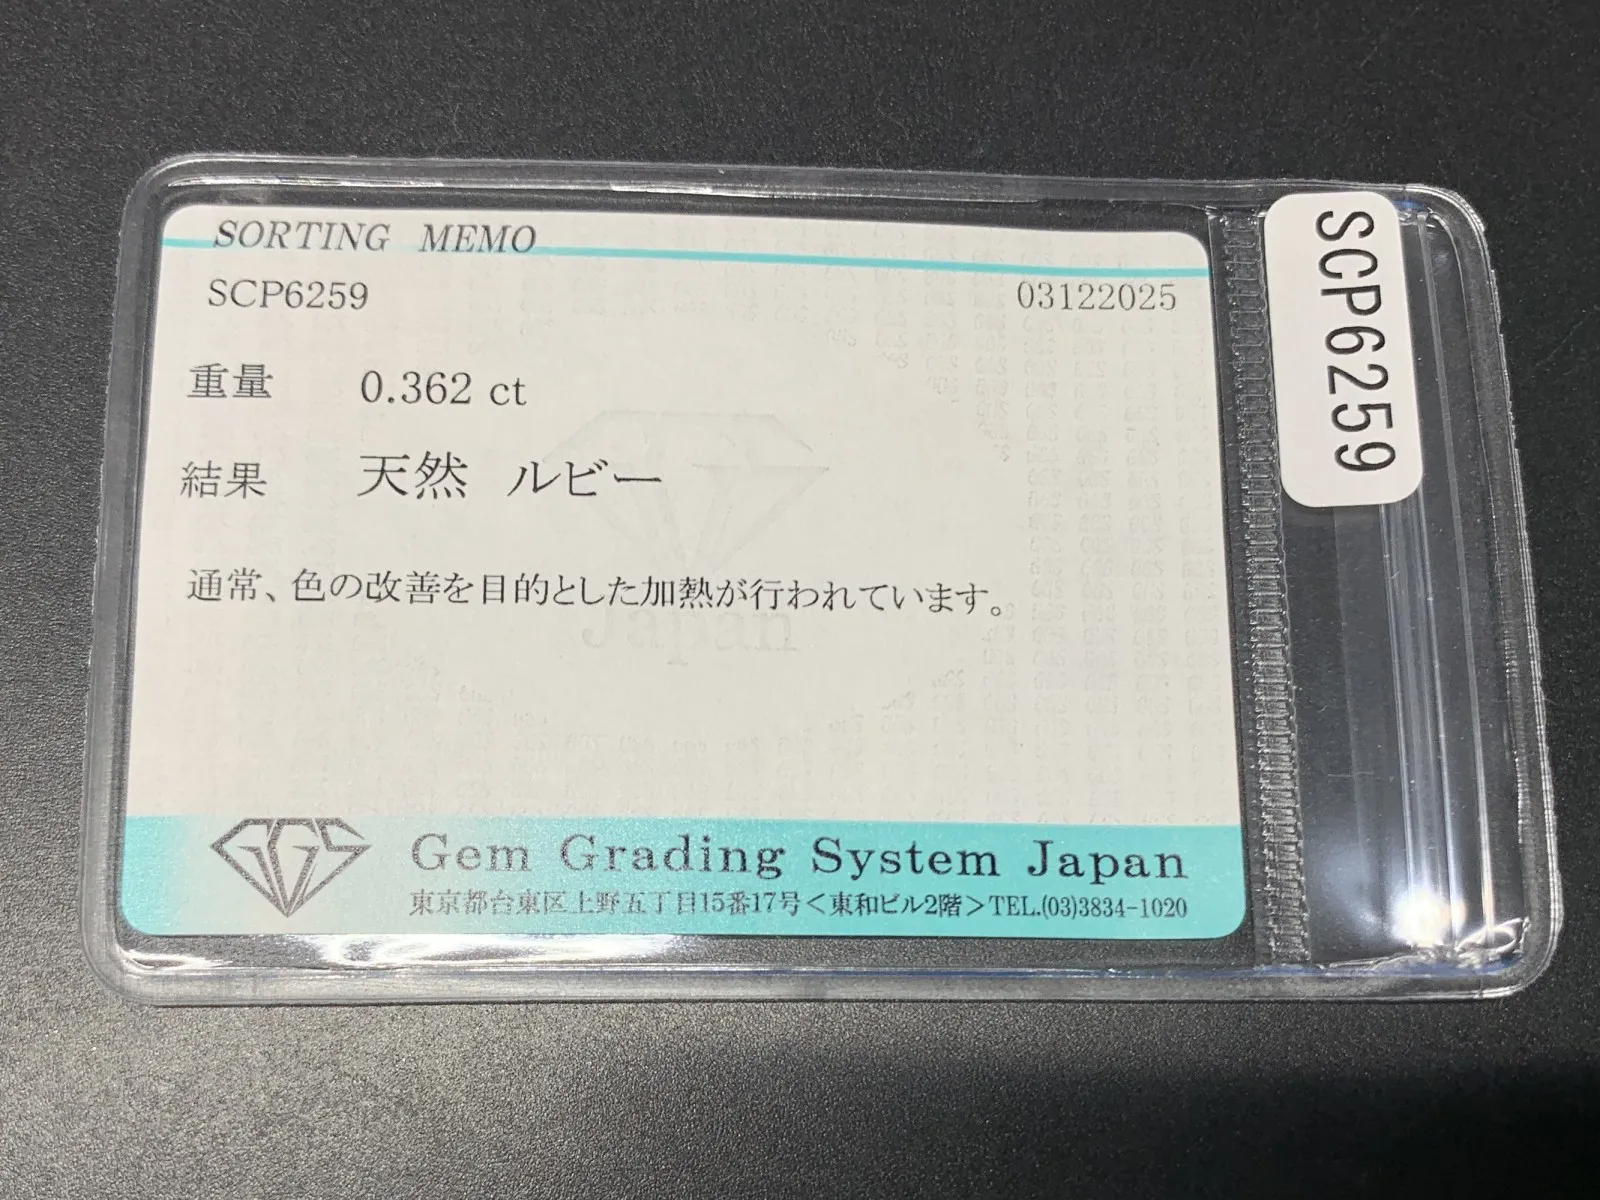 SORTING MEMO
SCP6259 03122025
重量 0.362 ct
結果 天然 ルビー
通常、色の改善を目的とした加熱が行われています。
Japan
GGS Gem Grading System Japan
東京都台東区上野五丁目15番17号<東和ビル2階>TEL.(03)3834-1020
SCP6259